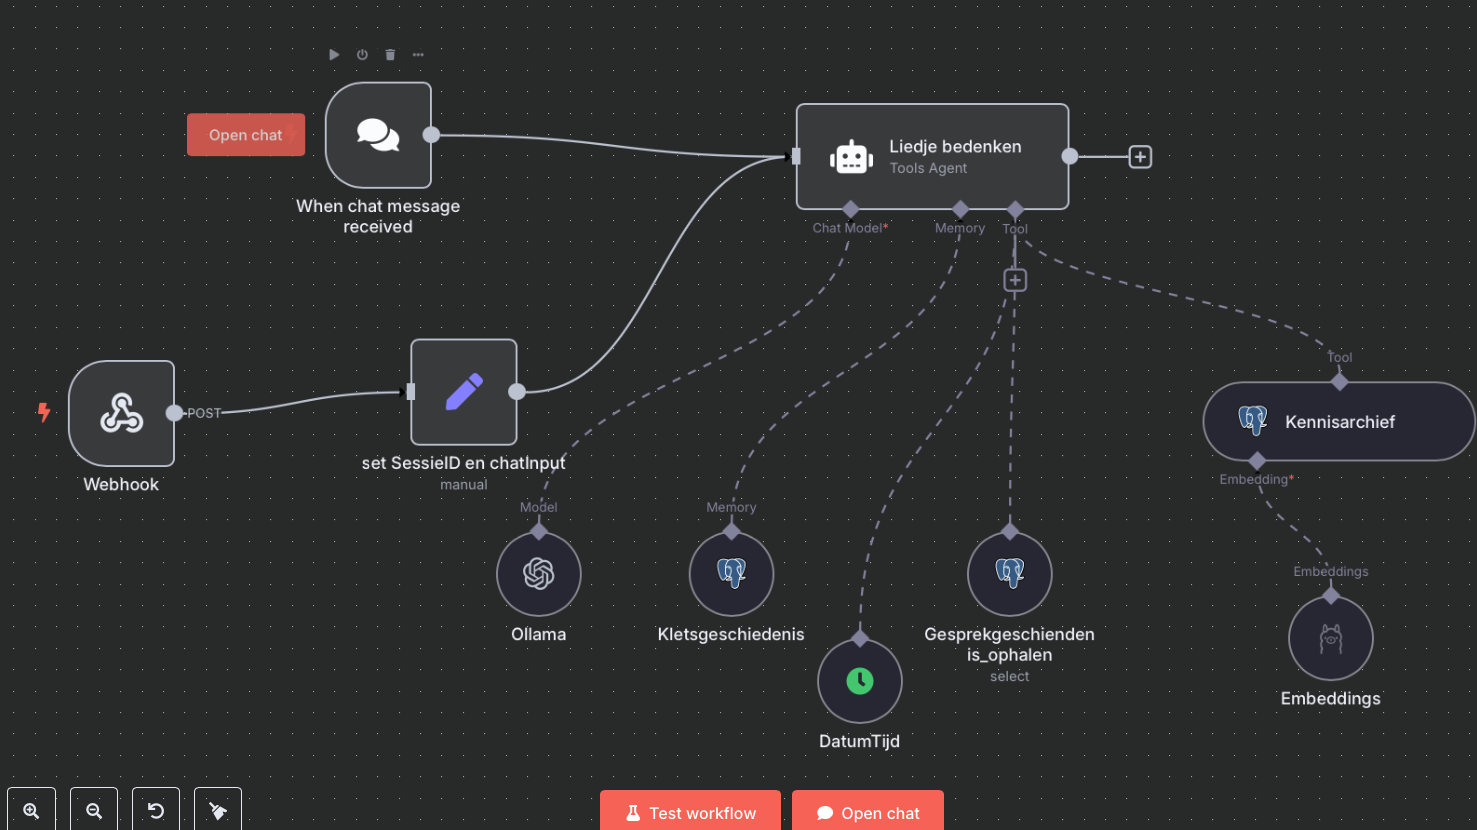 Open chat
When chat message
received
Liedje bedenken
Tools Agent
Chat Model*
Memory
Tool
POST
Webhook
set SessieID en chatInput
manual
Tool
Kennisarchief
Embedding*
Model
Ollama
Memory
Kletsgeschiedenis
DatumTijd
Gesprekgeschienden
is_ophalen
select
Embeddings
Embeddings
Test workflow
Open chat